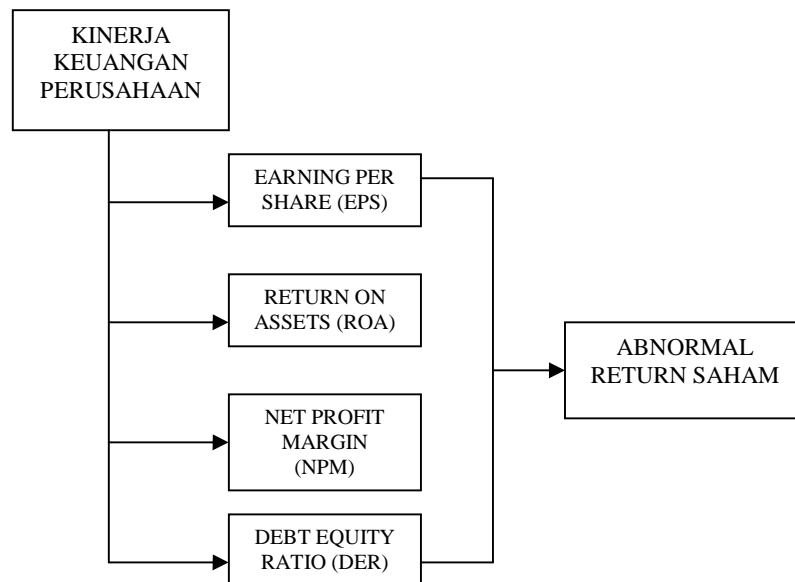 KINERJA
KEUANGAN
PERUSAHAAN
EARNING PER
SHARE (EPS)
RETURN ON
ASSETS (ROA)
NET PROFIT
MARGIN
(NPM)
DEBT EQUITY
RATIO (DER)
ABNORMAL
RETURN SAHAM